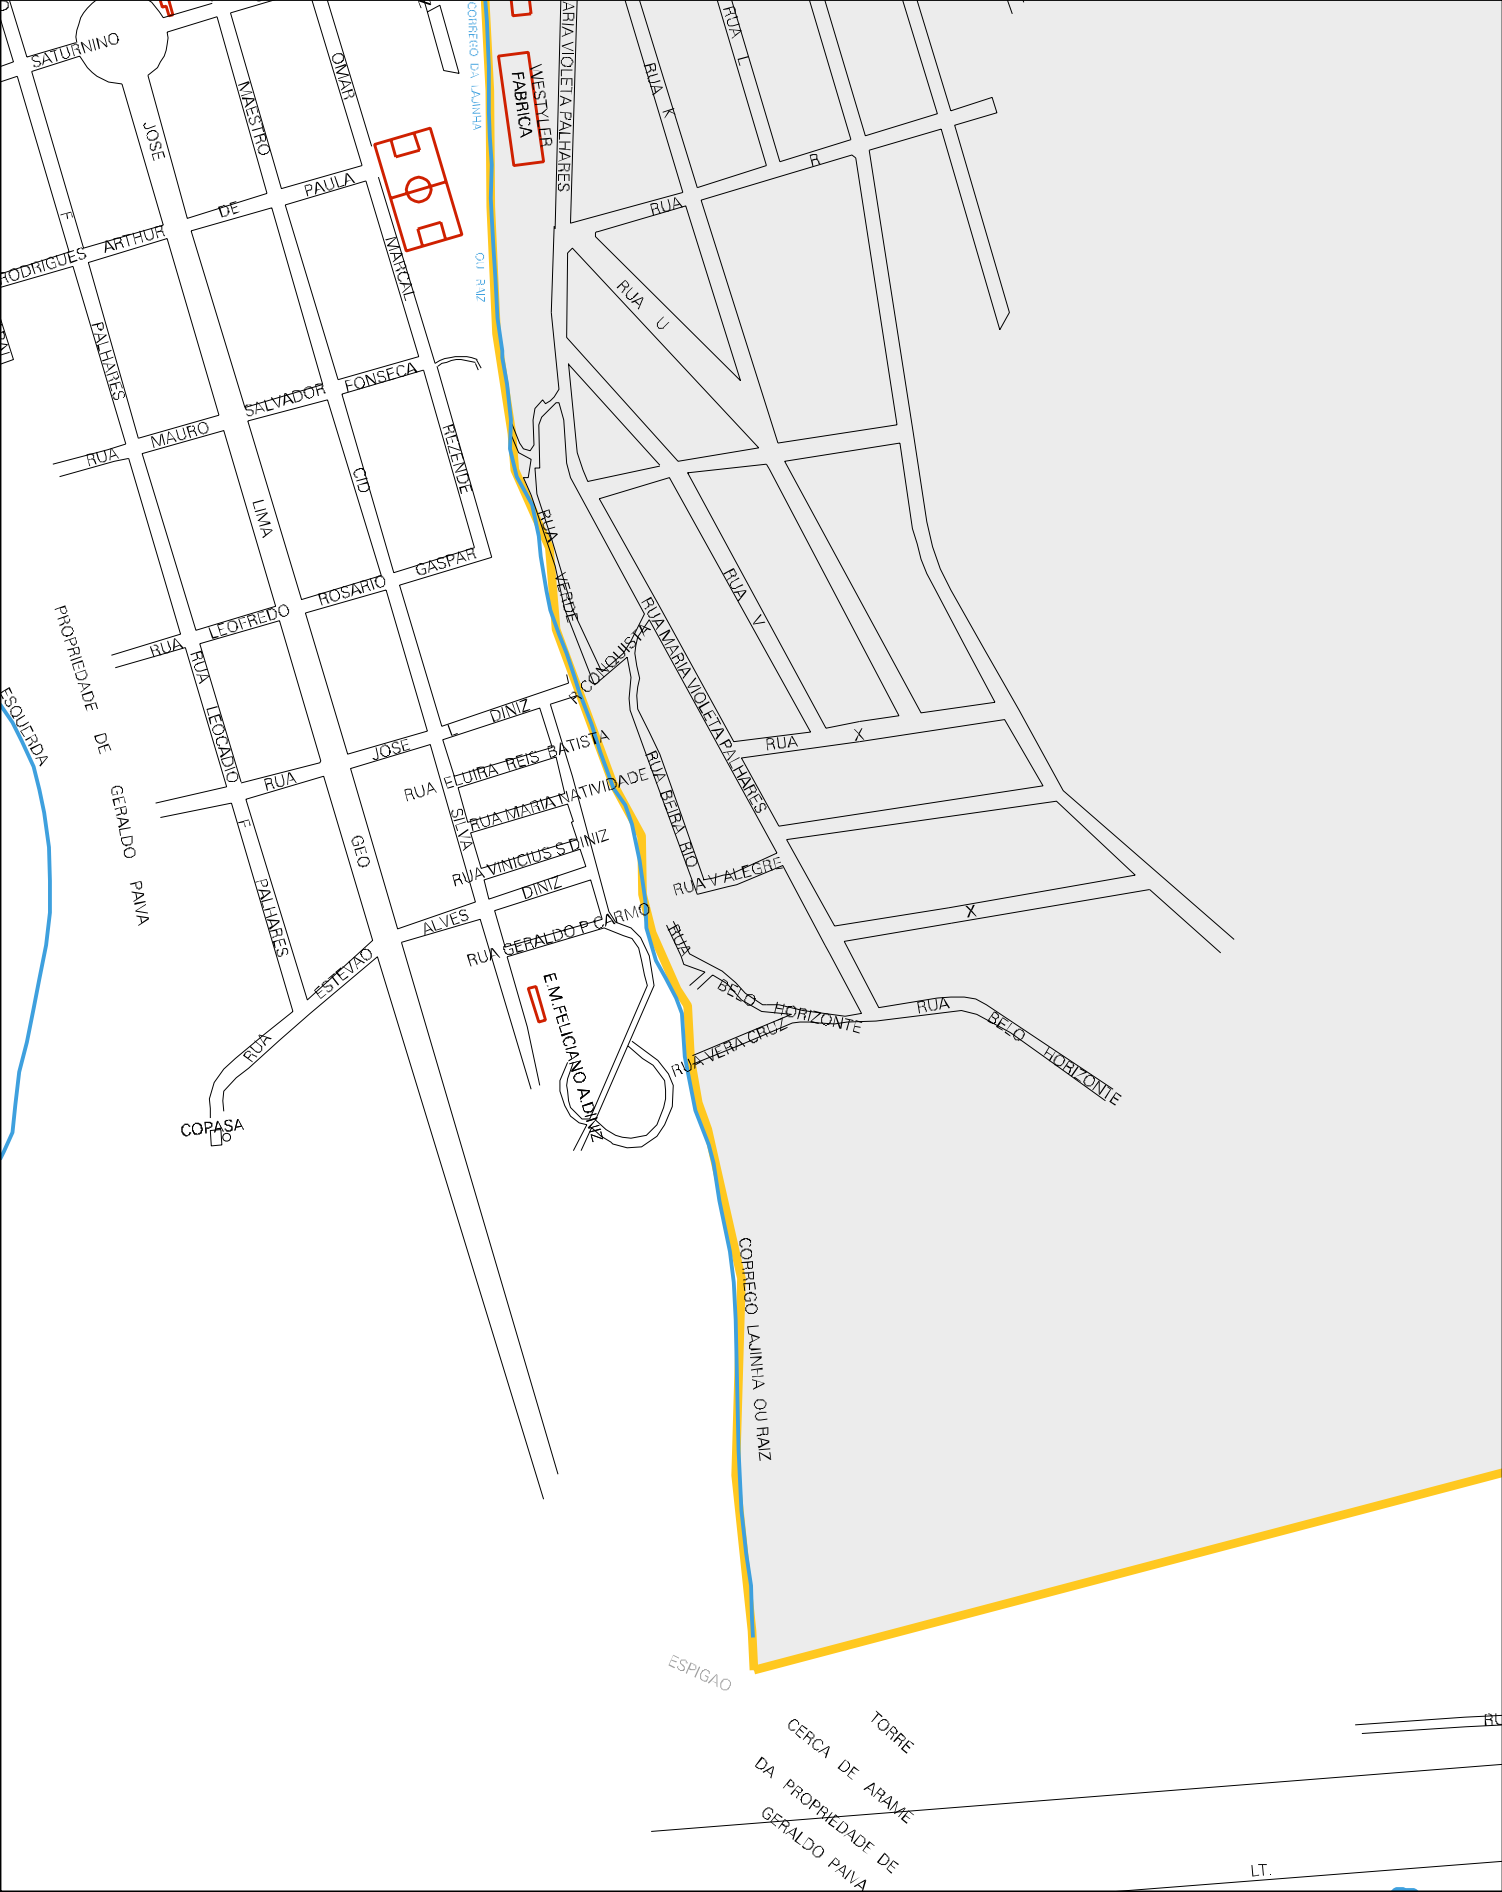 SATURNINO
JOSE
MAESTRO
OMAR
CORREGO DA LAJINHA
OU RAIZ
FABRICA
WESTYLER
ARIA VIOLETA PALHARES
RUA K
RUA L
RUA R
RUA U
RODRIGUES ARTHUR DE PAULA
F PALHARES
MARCAL
REZENDE
SALVADOR FONSECA
RUA MAURO
CID
LIMA
GASPAR
ROSARIO
RUA LEOFREDO
RUA VERDE
R CONQUISTA
RUA V
RUA MARIA VIOLETA PALHARES
RUA X
PROPRIEDADE DE GERALDO PAIVA
ESQUERDA
RUA LEOCADIO
F PALHARES
RUA JOSE L DINIZ
RUA ELUIRA REIS BATISTA
RUA MARIA NATIVIDADE
SILVA
RUA VINICIUS S DINIZ
GEO
RUA BEIRA RIO
RUA V ALEGRE
DINIZ
ALVES
RUA GERALDO P CARMO
RUA ESTEVAO
X
RUA
BELO HORIZONTE
RUA BELO HORIZONTE
RUA VERA CRUZ
E.M.FELICIANO A.DINIZ
COPASA
CORREGO LAJINHA OU RAIZ
ESPIGAO
TORRE
CERCA DE ARAME
DA PROPRIEDADE DE
GERALDO PAIVA
LT.